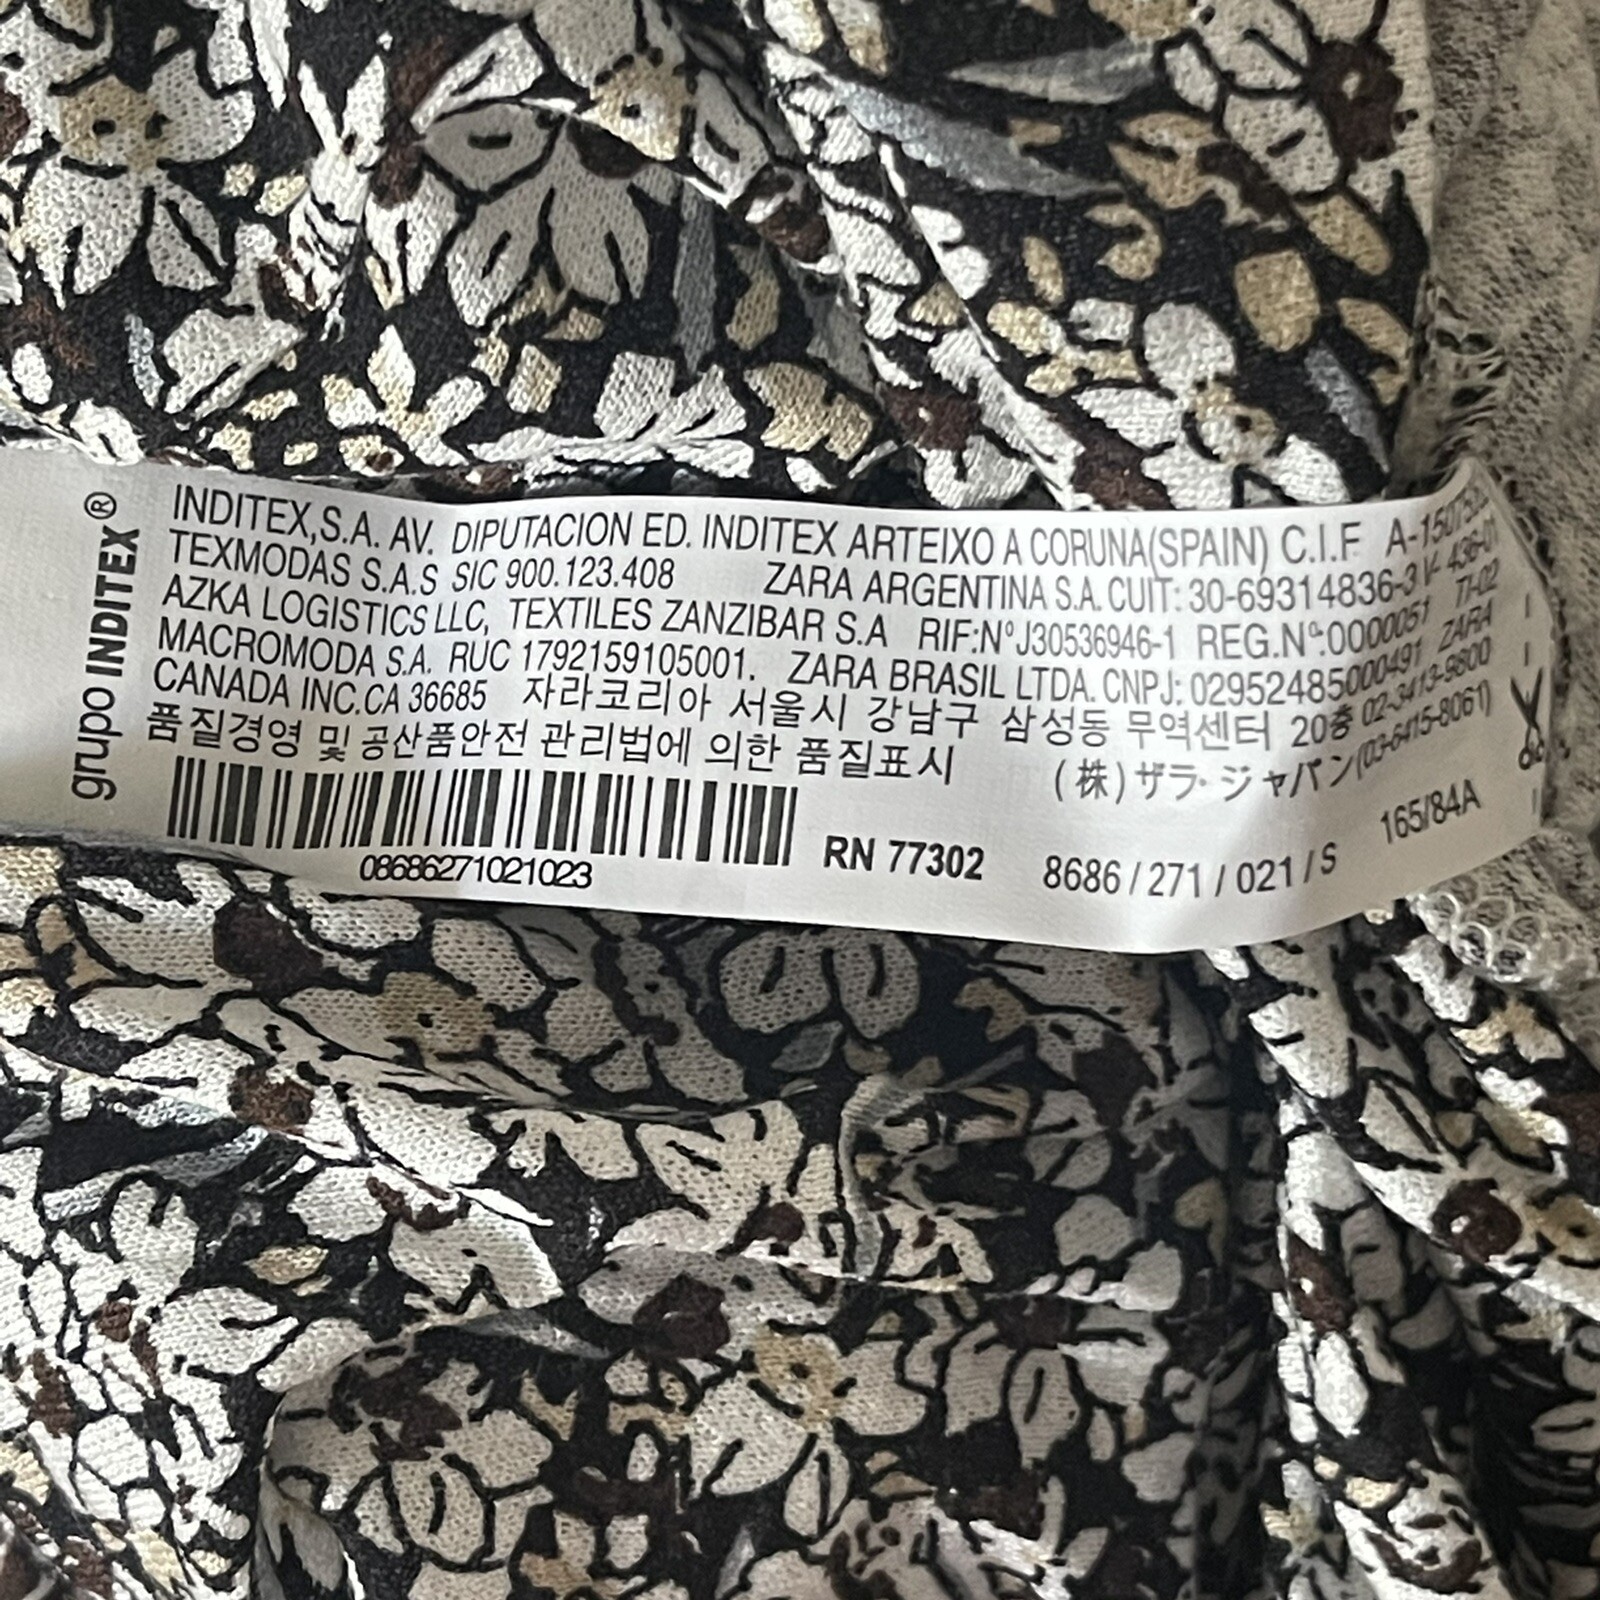 grupo INDITEX®
INDITEX,S.A. AV. DIPUTACION ED. INDITEX ARTEIXO A CORUNA(SPAIN) C.I.F A-1507520
TEXMODAS S.A.S SIC 900.123.408 ZARA ARGENTINA S.A. CUIT: 30-69314836-3 V- 436-01
AZKA LOGISTICS LLC, TEXTILES ZANZIBAR S.A RIF:Nº J30536946-1 REG.Nº:0000051 TI-02
MACROMODA S.A. RUC 1792159105001. ZARA BRASIL LTDA. CNPJ: 02952485000491 ZARA
CANADA INC.CA 36685 자라코리아 서울시 강남구 삼성동 무역센터 20층 02-3413-9800
품질경영 및 공산품안전 관리법에 의한 품질표시 (株)ザラ·ジャパン(03-6415-8061)
08686271021023
RN 77302 8686 / 271 / 021 / S 165/84A